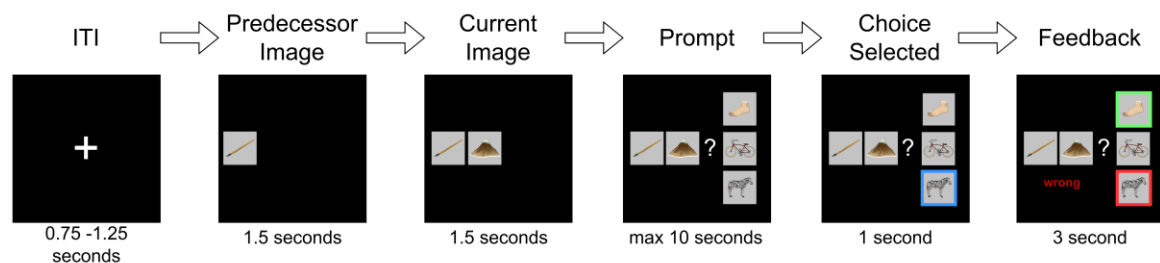 ITI
Predecessor
Image
Current
Image
Prompt
Choice
Selected
Feedback
+
?
?
?
wrong
0.75 -1.25
seconds
1.5 seconds
1.5 seconds
max 10 seconds
1 second
3 second